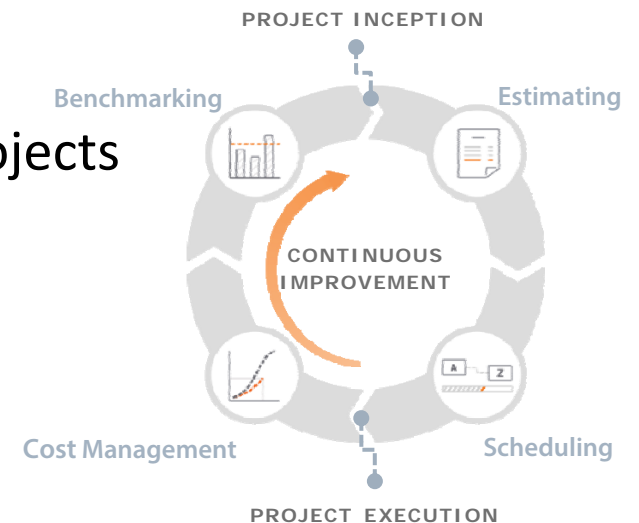 PROJECT INCEPTION
Benchmarking
Estimating
ojects
CONTINUOUS
IMPROVEMENT
A
Z
Cost Management
Scheduling
PROJECT EXECUTION